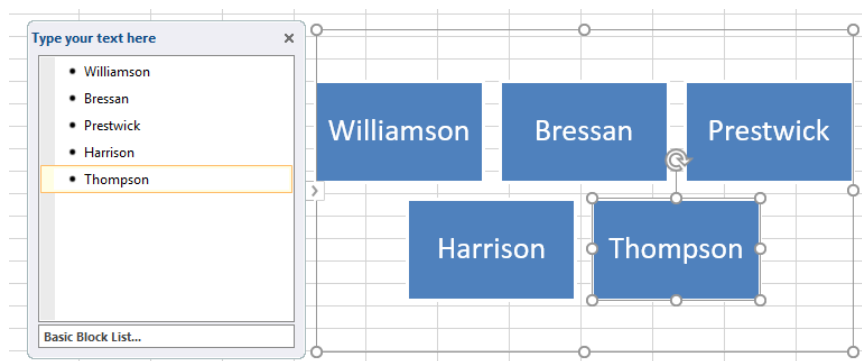 Type your text here
Williamson
Bressan
Prestwick
Harrison
Thompson
Basic Block List...
Williamson Bressan Prestwick
Harrison Thompson